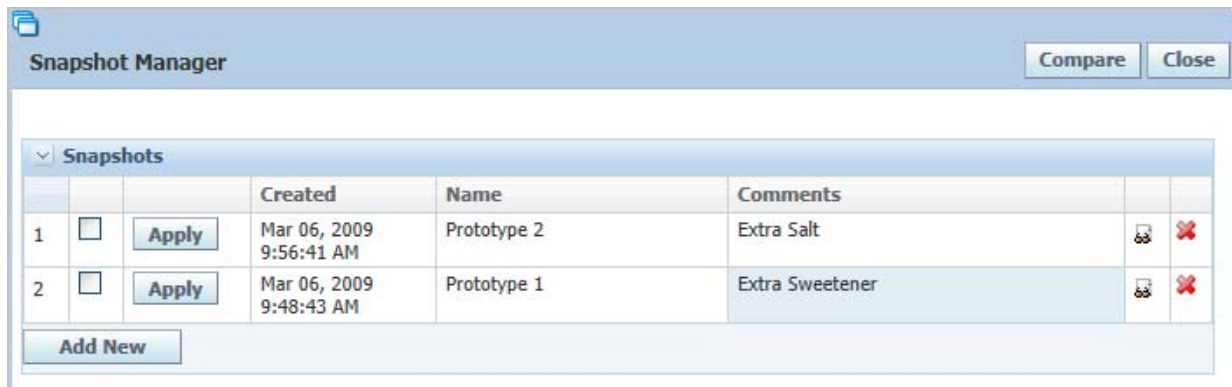 Snapshot Manager
Compare
Close
Snapshots
Created Name Comments
1 Apply Mar 06, 2009 Prototype 2 Extra Salt
9:56:41 AM
2 Apply Mar 06, 2009 Prototype 1 Extra Sweetener
9:48:43 AM
Add New